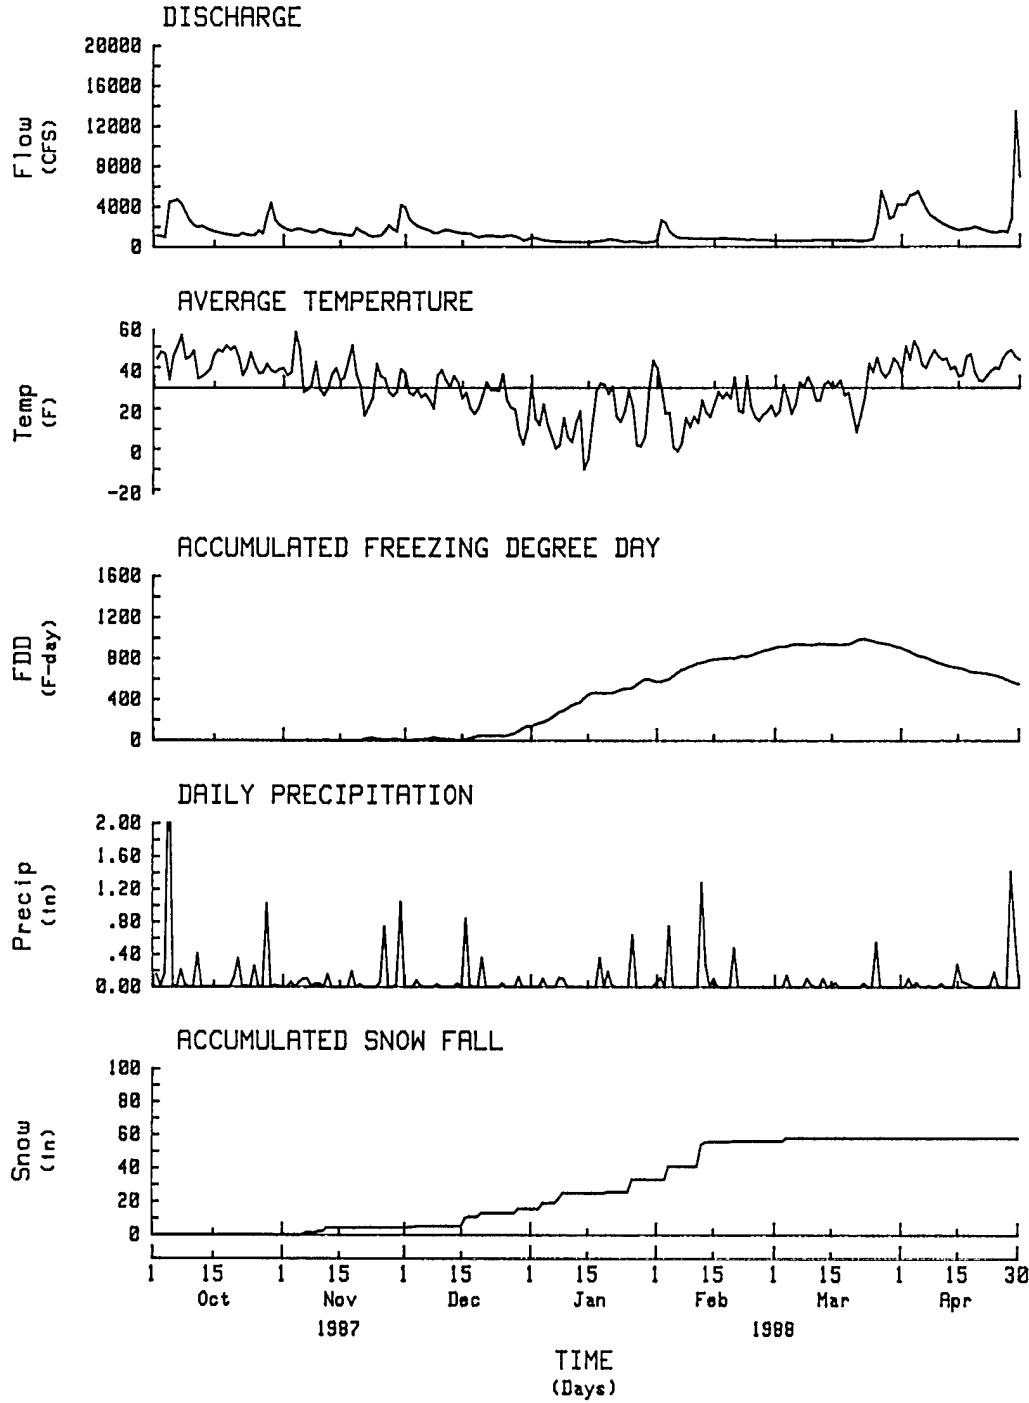 DISCHARGE
20000
16000
12000
8000
4000
0
Flow
(CFS)
AVERAGE TEMPERATURE
60
40
20
0
-20
Temp
(F)
ACCUMULATED FREEZING DEGREE DAY
1600
1200
800
400
0
FDD
(F-day)
DAILY PRECIPITATION
2.00
1.60
1.20
.80
.40
0.00
Precip
(in)
ACCUMULATED SNOW FALL
100
80
60
40
20
0
Snow
(in)
1 15 1 15 1 15 1 15 1 15 1 15 1 15 30
Oct Nov Dec Jan Feb Mar Apr
1987 1988
TIME
(Days)